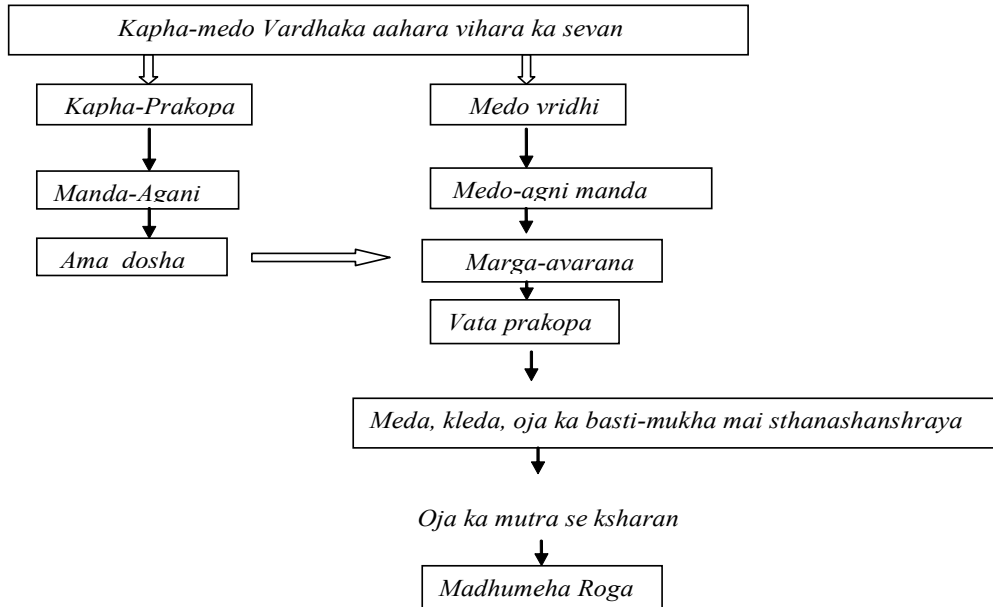 Kapha-medo Vardhaka aahara vihara ka sevan
Kapha-Prakopa
Medo vridhi
Manda-Agani
Medo-agni manda
Ama dosha
Marga-avarana
Vata prakopa
Meda, kleda, oja ka basti-mukha mai sthanashanshraya
Oja ka mutra se ksharan
Madhumeha Roga